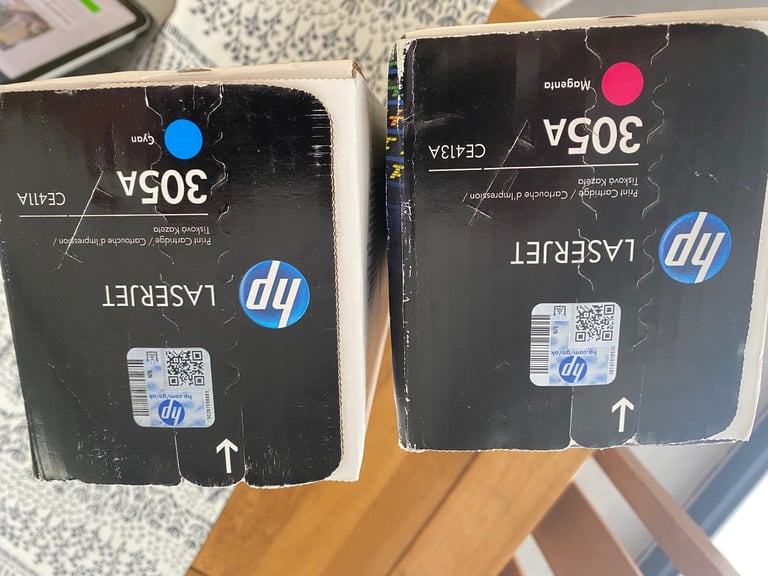 hp
LASERJET
Print Cartridge / Cartouche d'impression /
Tisková Kazeta
305A
CE411A
Cyan
hp
hp.com/go/ok
hp
LASERJET
Print Cartridge / Cartouche d'impression /
Tisková Kazeta
305A
CE413A
Magenta
hp
hp.com/go/ok